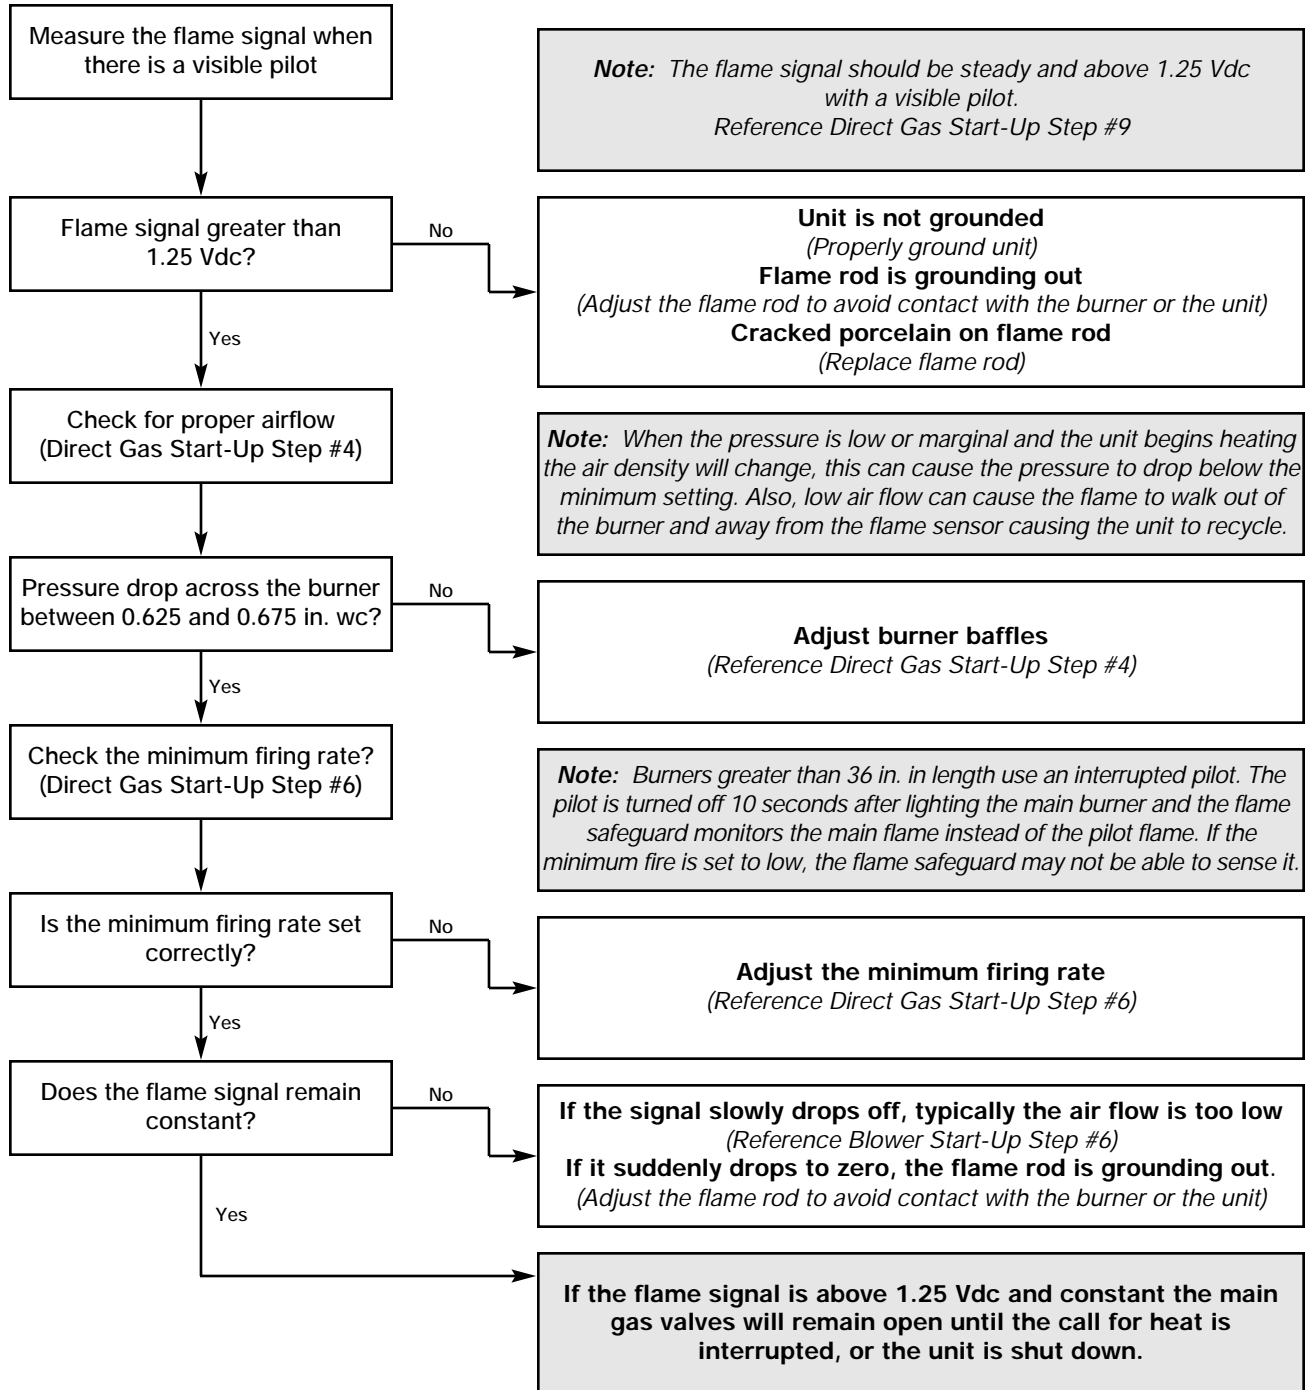 Measure the flame signal when
there is a visible pilot
Note: The flame signal should be steady and above 1.25 Vdc
with a visible pilot.
Reference Direct Gas Start-Up Step #9
Flame signal greater than
1.25 Vdc?
No
Unit is not grounded
(Properly ground unit)
Flame rod is grounding out
(Adjust the flame rod to avoid contact with the burner or the unit)
Cracked porcelain on flame rod
(Replace flame rod)
Yes
Check for proper airflow
(Direct Gas Start-Up Step #4)
Note: When the pressure is low or marginal and the unit begins heating
the air density will change, this can cause the pressure to drop below the
minimum setting. Also, low air flow can cause the flame to walk out of
the burner and away from the flame sensor causing the unit to recycle.
Pressure drop across the burner
between 0.625 and 0.675 in. wc?
No
Adjust burner baffles
(Reference Direct Gas Start-Up Step #4)
Yes
Check the minimum firing rate?
(Direct Gas Start-Up Step #6)
Note: Burners greater than 36 in. in length use an interrupted pilot. The
pilot is turned off 10 seconds after lighting the main burner and the flame
safeguard monitors the main flame instead of the pilot flame. If the
minimum fire is set to low, the flame safeguard may not be able to sense it.
Is the minimum firing rate set
correctly?
No
Adjust the minimum firing rate
(Reference Direct Gas Start-Up Step #6)
Yes
Does the flame signal remain
constant?
No
If the signal slowly drops off, typically the air flow is too low
(Reference Blower Start-Up Step #6)
If it suddenly drops to zero, the flame rod is grounding out.
(Adjust the flame rod to avoid contact with the burner or the unit)
Yes
If the flame signal is above 1.25 Vdc and constant the main
gas valves will remain open until the call for heat is
interrupted, or the unit is shut down.